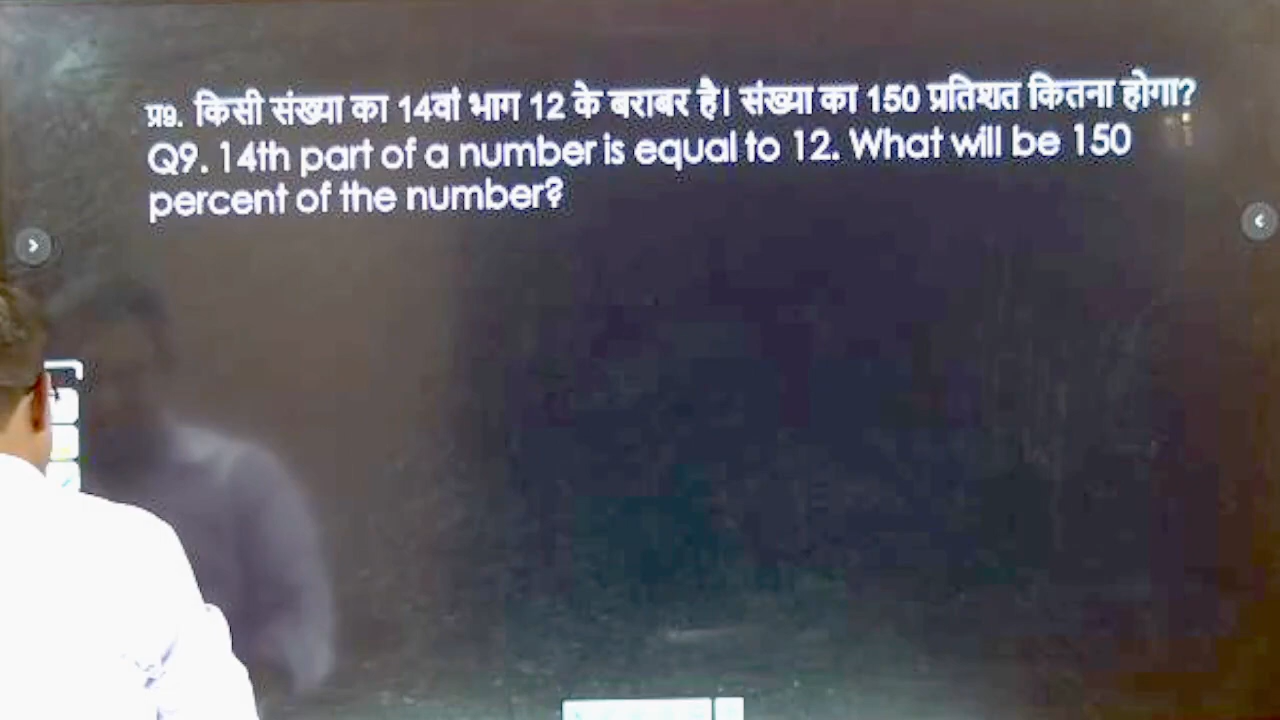 प्र9. किसी संख्या का 14वां भाग 12 के बराबर है। संख्या का 150 प्रतिशत कितना होगा?
Q9. 14th part of a number is equal to 12. What will be 150
percent of the number?